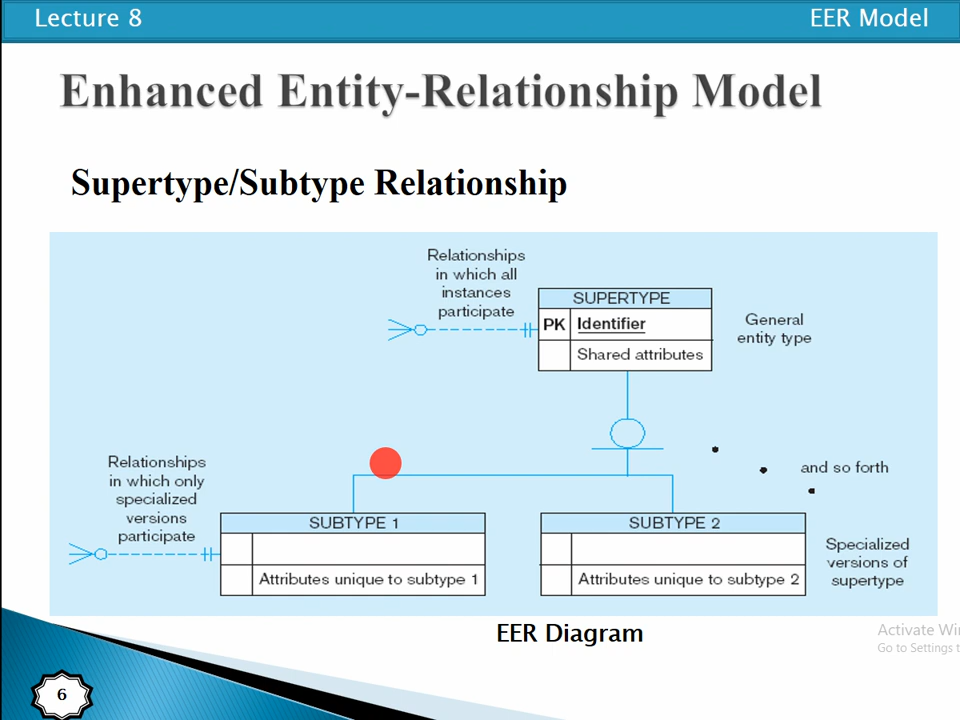 Lecture 8
EER Model
Enhanced Entity-Relationship Model
Supertype/Subtype Relationship
Relationships
in which all
instances
participate
SUPERTYPE
PK Identifier
Shared attributes
General
entity type
Relationships
in which only
specialized
versions
participate
and so forth
SUBTYPE 1
Attributes unique to subtype 1
SUBTYPE 2
Attributes unique to subtype 2
Specialized
versions of
supertype
EER Diagram
Activate
Go to Settings
6